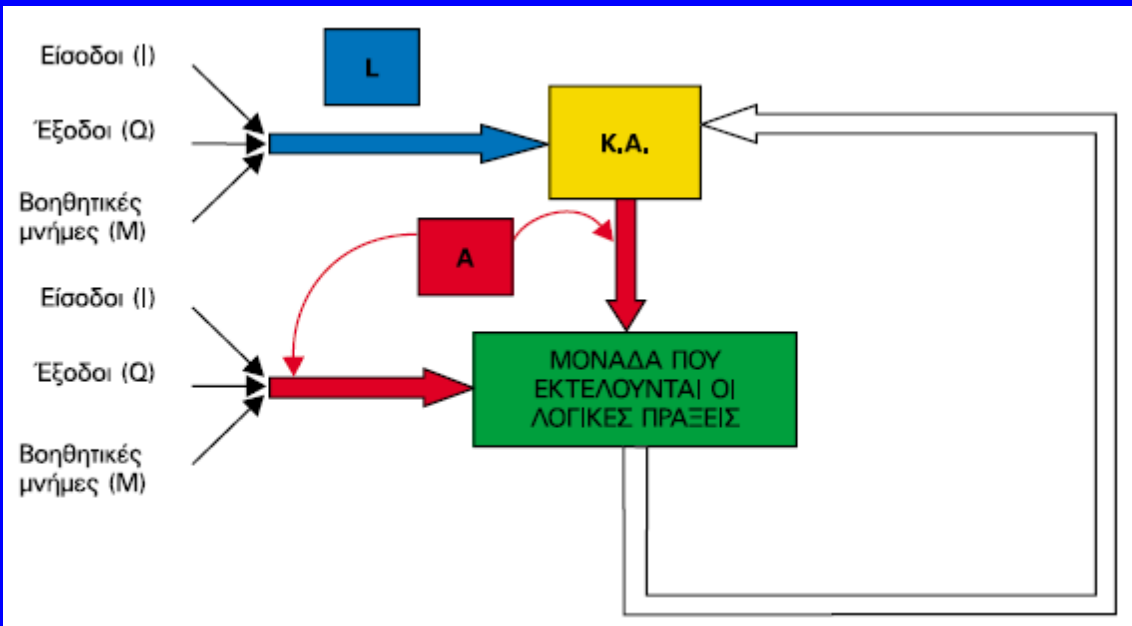 Είσοδοι (I)
L
Έξοδοι (Q)
Κ.Α.
Βοηθητικές
μνήμες (Μ)
Α
Είσοδοι (I)
Έξοδοι (Q)
ΜΟΝΑΔΑ ΠΟΥ
ΕΚΤΕΛΟΥΝΤΑΙ ΟΙ
ΛΟΓΙΚΕΣ ΠΡΑΞΕΙΣ
Βοηθητικές
μνήμες (Μ)